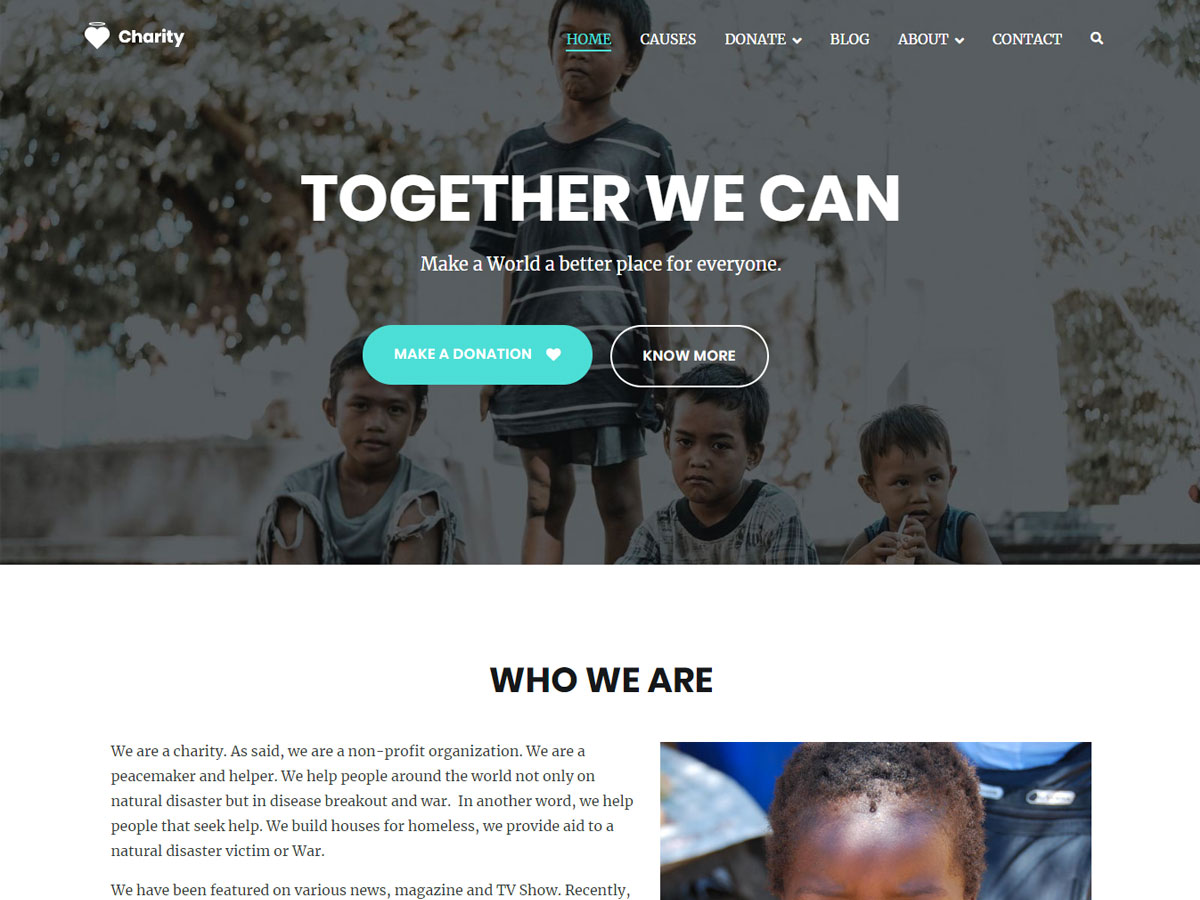 Charity
HOME CAUSES DONATE BLOG ABOUT CONTACT
TOGETHER WE CAN
Make a World a better place for everyone.
MAKE A DONATION
KNOW MORE
WHO WE ARE
We are a charity. As said, we are a non-profit organization. We are a
peacemaker and helper. We help people around the world not only on
natural disaster but in disease breakout and war. In another word, we help
people that seek help. We build houses for homeless, we provide aid to a
natural disaster victim or War.
We have been featured on various news, magazine and TV Show. Recently,